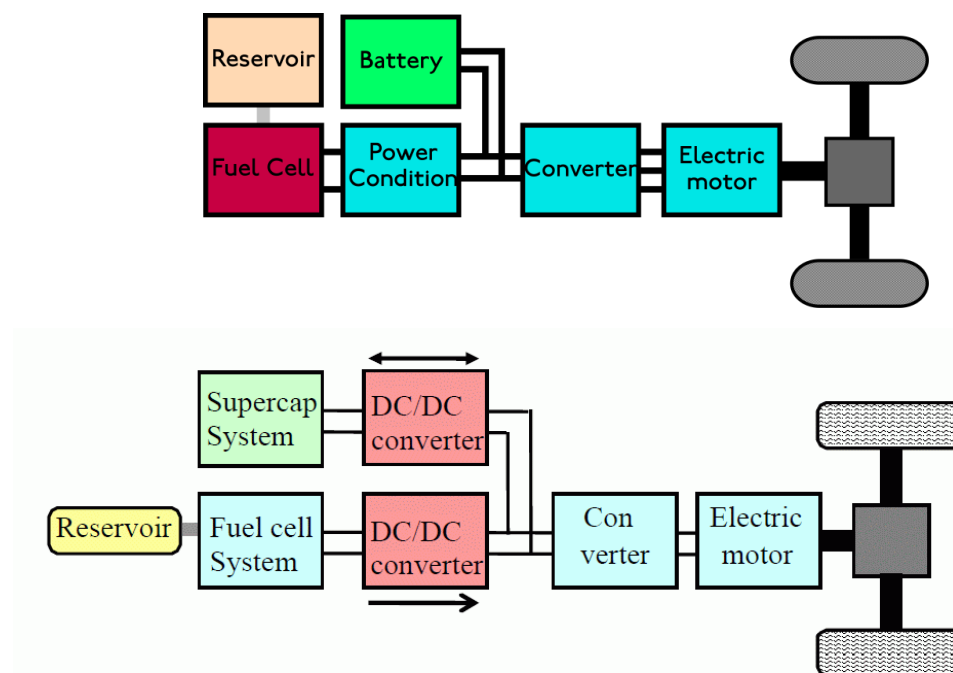 Reservoir
Battery
Fuel Cell
Power
Condition
Converter
Electric
motor
Supercap
System
DC/DC
converter
Reservoir
Fuel cell
System
DC/DC
converter
Con
verter
Electric
motor